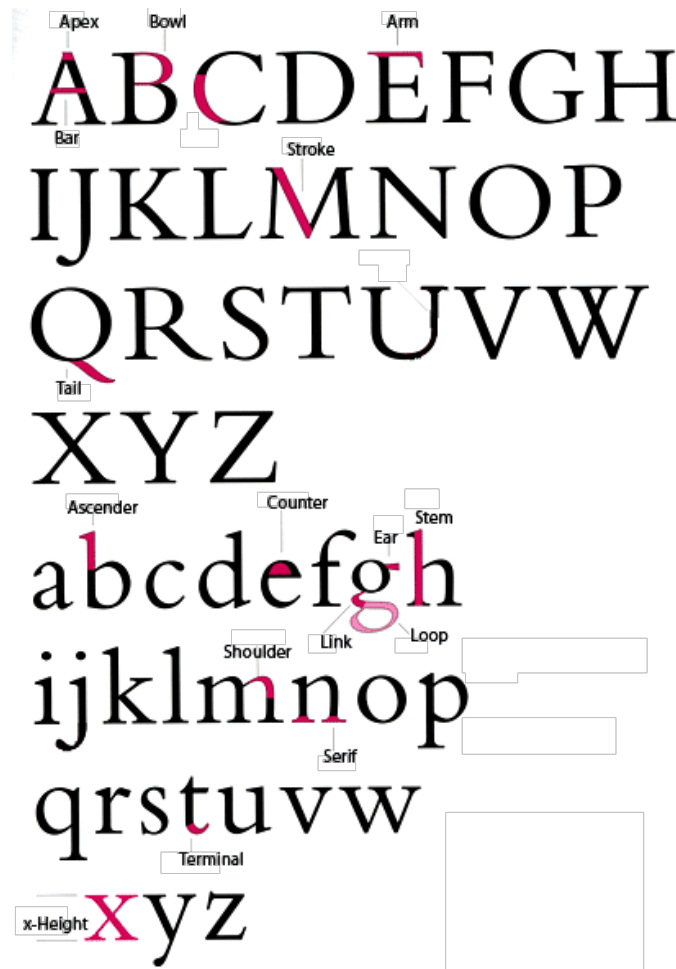 Apex Bowl Arm
ABCDEFGH
Bar
Stroke
IJKLMNOP
QRSTUVW
Tail
XYZ
Ascender Counter Stem
Ear
abcdefgh
Link Loop
Shoulder
ijklmnop
Serif
qrstuvw
Terminal
x-Height xyz